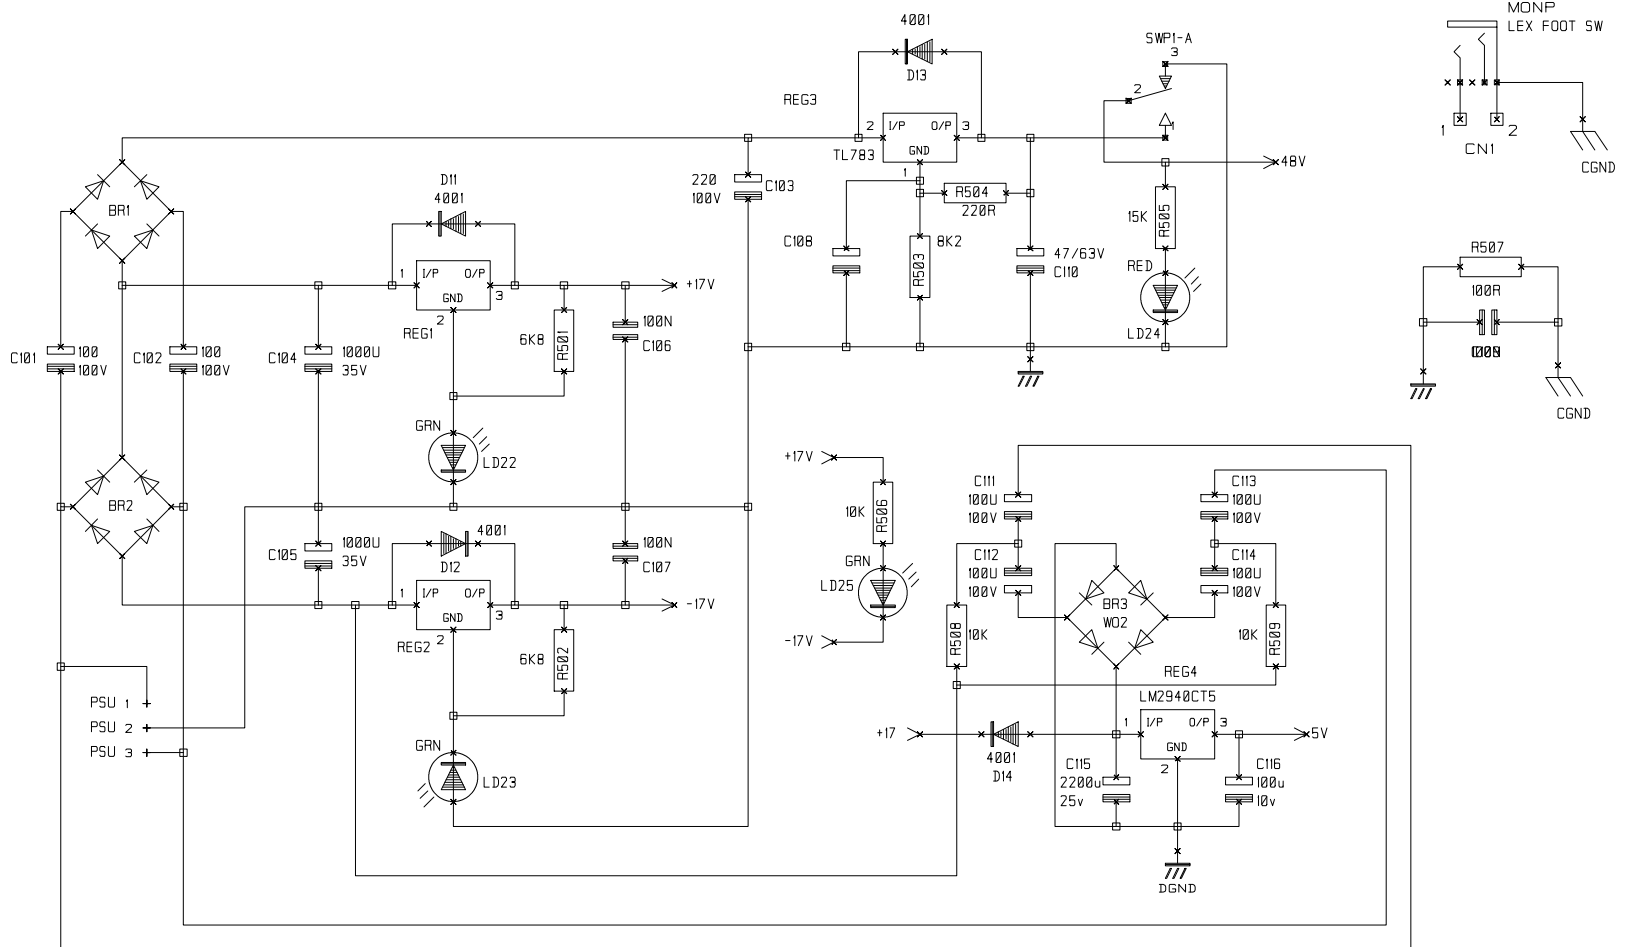 MONP
LEX FOOT SW
1
2
CN1
CGND
4001
D13
SWP1-A
3
2
1
REG3
2
I/P
O/P
3
GND
TL783
1
48V
R504
220R
220
100V
C103
C108
8K2
R503
47/63V
C110
15K
R505
RED
LD24
R507
100R
CGND
BR1
D11
4001
1
I/P
O/P
GND
3
2
REG1
+17V
6K8
R501
100N
C106
C101
100
100V
C102
100
100V
C104
1000U
35V
GRN
LD22
BR2
C105
1000U
35V
4001
D12
1
I/P
O/P
GND
3
2
REG2
100N
C107
-17V
6K8
R502
GRN
LD23
PSU 1
PSU 2
PSU 3
+17V
10K
R506
GRN
LD25
-17V
C111
100U
100V
C112
100U
100V
C113
100U
100V
C114
100U
100V
BR3
W02
R508
10K
10K
R509
REG4
LM2940CT5
1
I/P
O/P
3
GND
2
+17
4001
D14
5V
C115
2200u
25v
C116
100u
10v
DGND